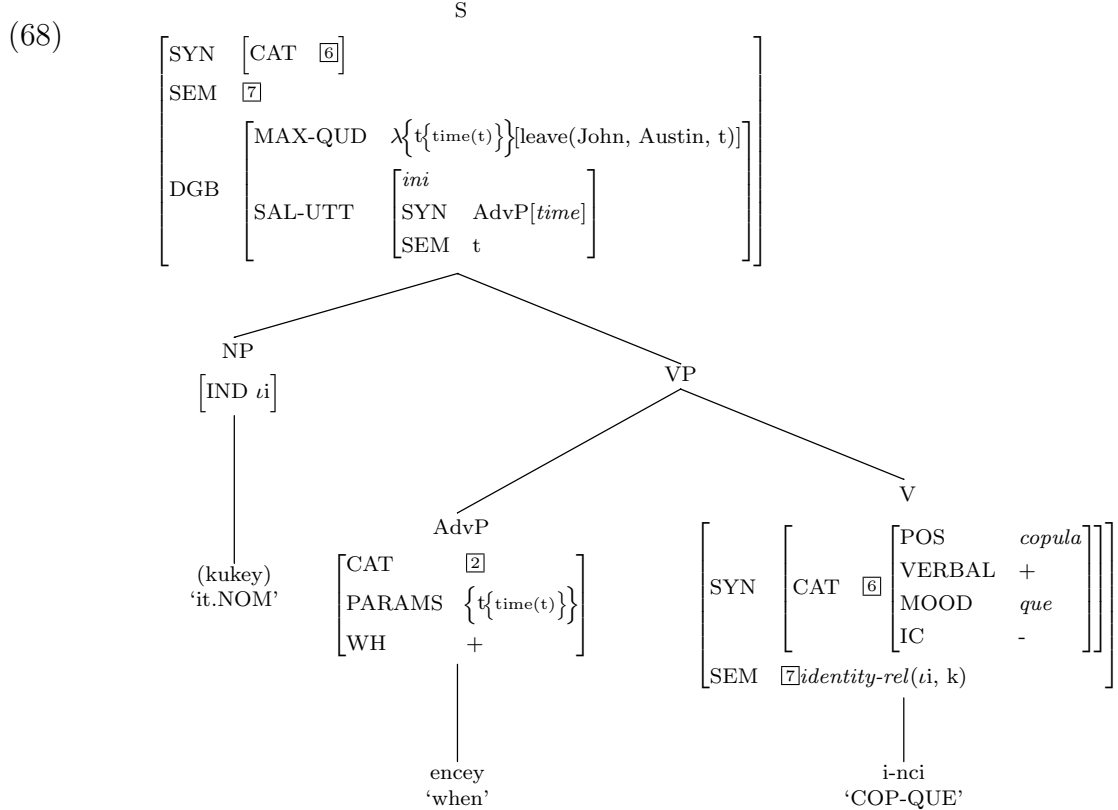 (68)
S
SYN [CAT 6]
SEM 7
DGB
MAX-QUD λ{t{time(t)}}[leave(John, Austin, t)]
SAL-UTT
ini
SYN AdvP[time]
SEM t
NP
[IND ιi]
VP
(kukey)
‘it.NOM’
AdvP
CAT 2
PARAMS {t{time(t)}}
WH +
V
SYN
CAT 6
POS copula
VERBAL +
MOOD que
IC -
SEM 7 identity-rel(ιi, k)
encey
‘when’
i-nci
‘COP-QUE’